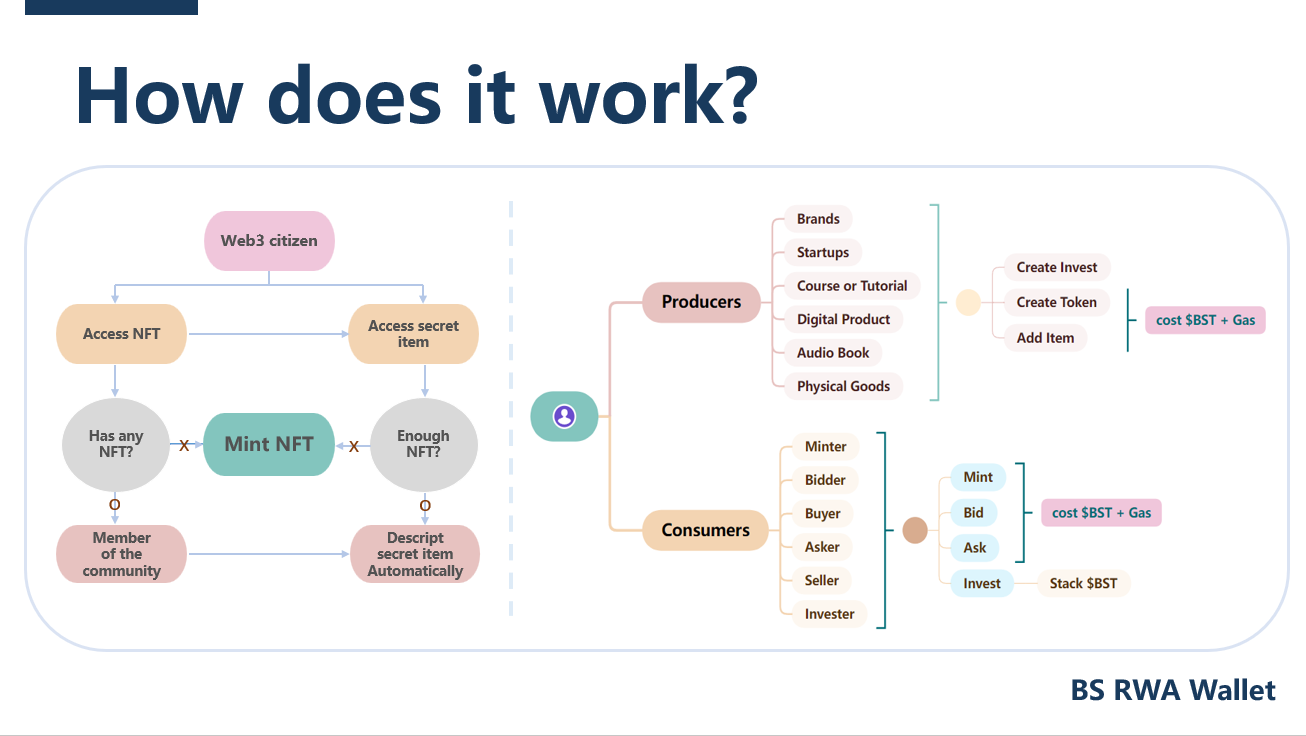 How does it work?
Web3 citizen
Access NFT
Access secret
item
Has any
NFT?
X
Mint NFT
X
Enough
NFT?
O
O
Member
of the
community
Descript
secret item
Automatically
Producers
Brands
Startups
Course or Tutorial
Digital Product
Audio Book
Physical Goods
Create Invest
Create Token
Add Item
cost $BST + Gas
Consumers
Minter
Bidder
Buyer
Asker
Seller
Invester
Mint
Bid
Ask
Invest
cost $BST + Gas
Stack $BST
BS RWA Wallet